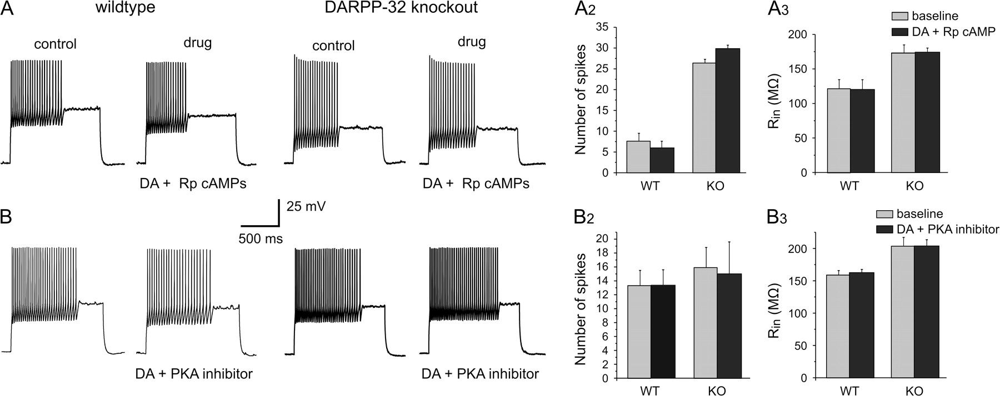 A wildtype DARPP-32 knockout
control drug control drug
DA + Rp cAMPs DA + Rp cAMPs
A2
Number of spikes
35
30
25
20
15
10
5
0
WT KO
A3
baseline
DA + Rp cAMP
Rin (MΩ)
200
150
100
50
0
WT KO
25 mV
500 ms
B
DA + PKA inhibitor DA + PKA inhibitor
B2
Number of spikes
20
18
16
14
12
10
8
6
4
2
0
WT KO
B3
baseline
DA + PKA inhibitor
Rin (MΩ)
200
150
100
50
0
WT KO